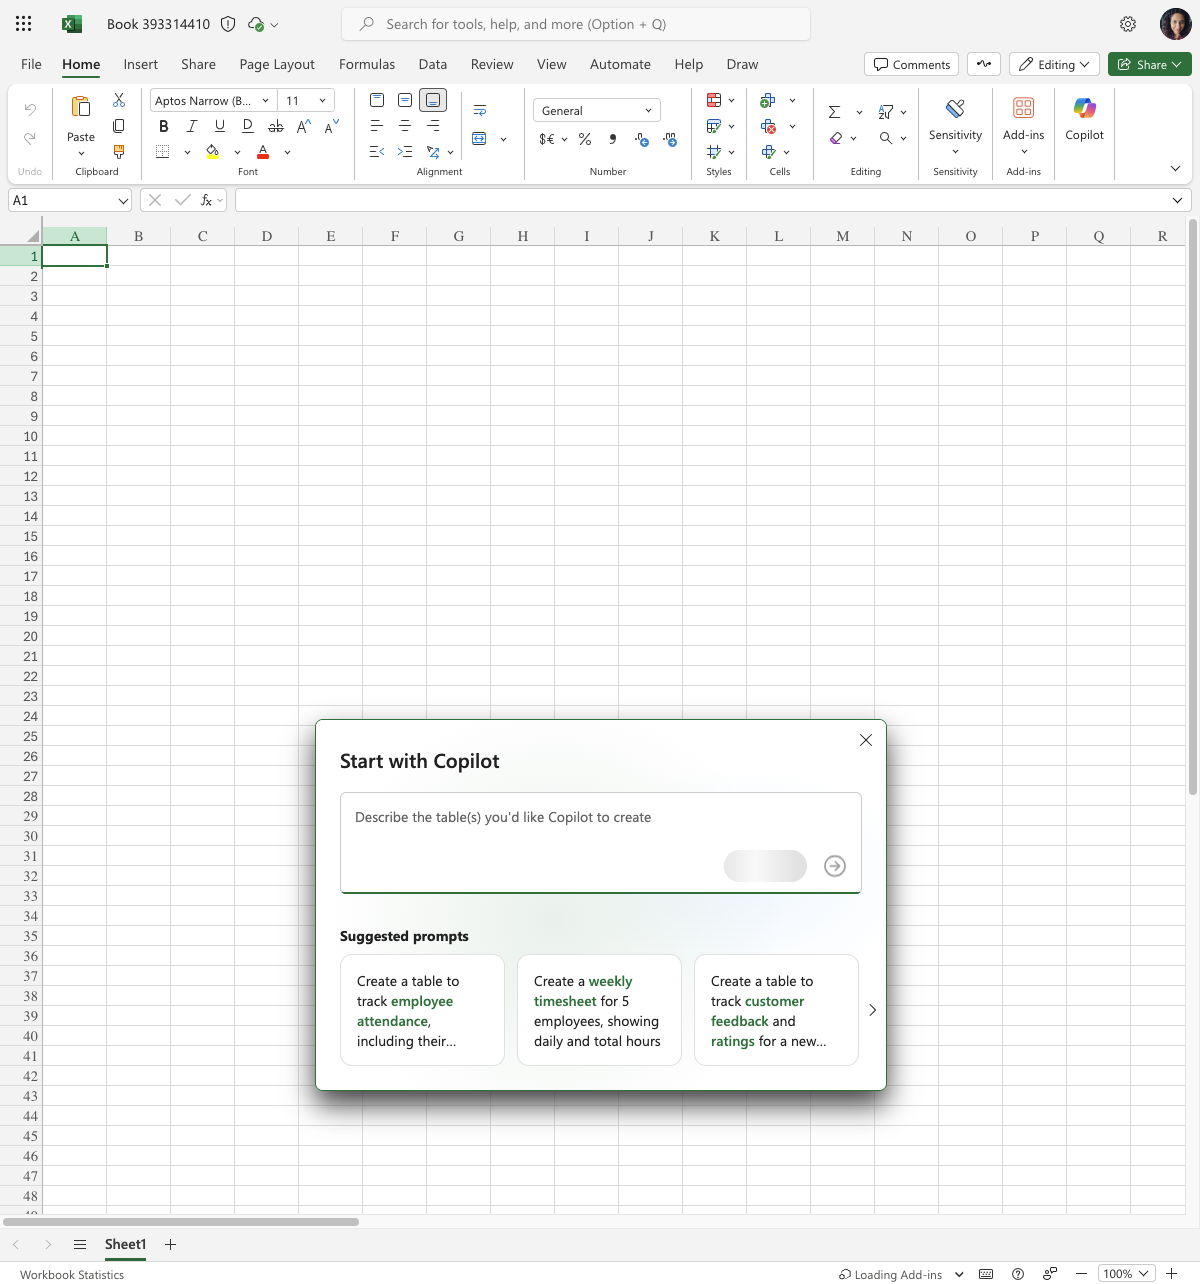 Book 393314410
Search for tools, help, and more (Option + Q)
File Home Insert Share Page Layout Formulas Data Review View Automate Help Draw
Comments Editing Share
Aptos Narrow (B... 11
General
Paste
B I U D ab A A
$€ % 9
Sensitivity Add-ins Copilot
A
Undo Clipboard Font Alignment Number Styles Cells Editing Sensitivity Add-ins
A1 fx
A B C D E F G H I J K L M N O P Q R
1
2
3
4
5
6
7
8
9
10
11
12
13
14
15
16
17
18
19
20
21
22
23
24
25
26
27
28
29
30
31
32
33
34
35
36
37
38
39
40
41
42
43
44
45
46
47
48
49
Start with Copilot
Describe the table(s) you'd like Copilot to create
Suggested prompts
Create a table to
track employee
attendance,
including their...
Create a weekly
timesheet for 5
employees, showing
daily and total hours
Create a table to
track customer
feedback and
ratings for a new...
Sheet1
Workbook Statistics
Loading Add-ins
100%